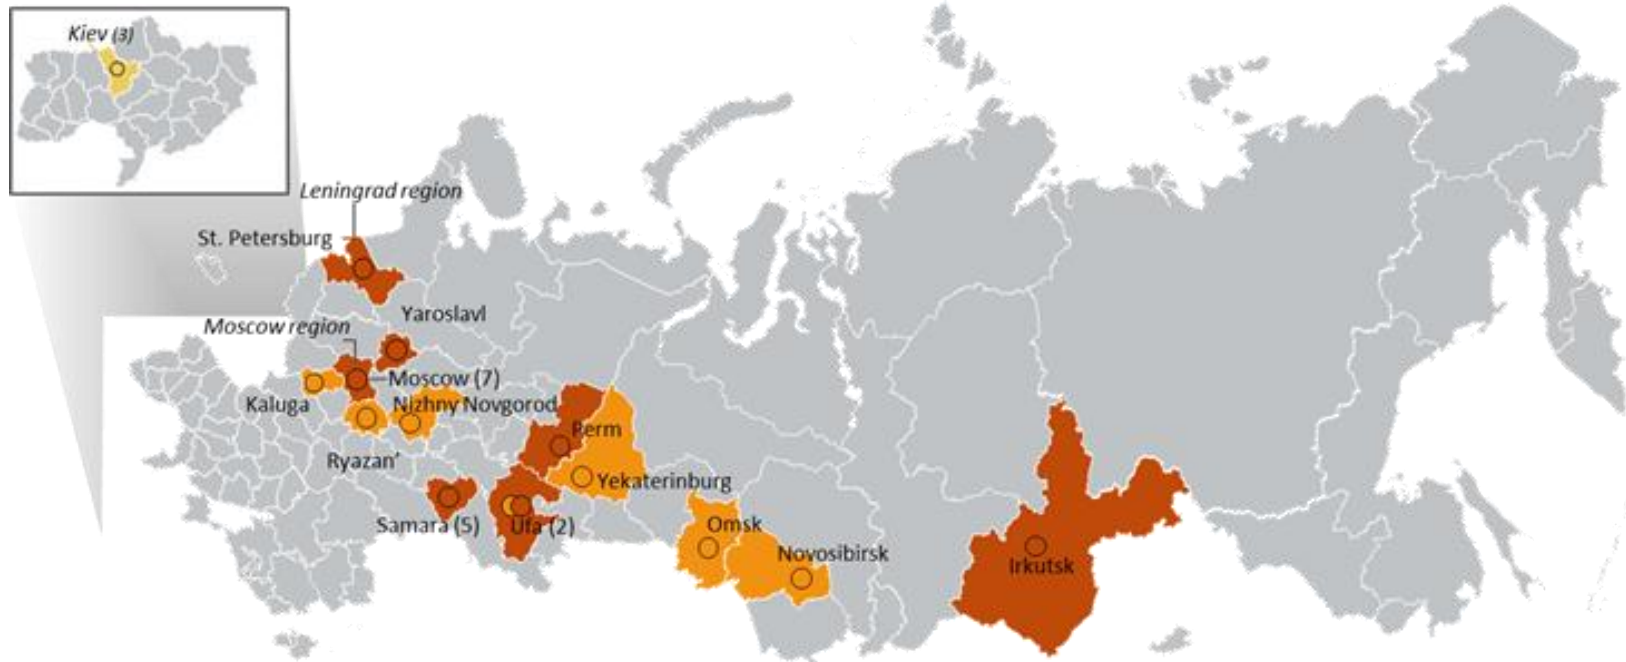 Kiev (3)
Leningrad region
St. Petersburg
Yaroslavl
Moscow region
Moscow (7)
Kaluga
Nizhny Novgorod
Perm
Ryazan’
Yekaterinburg
Samara (5)
Ufa (2)
Omsk
Novosibirsk
Irkutsk